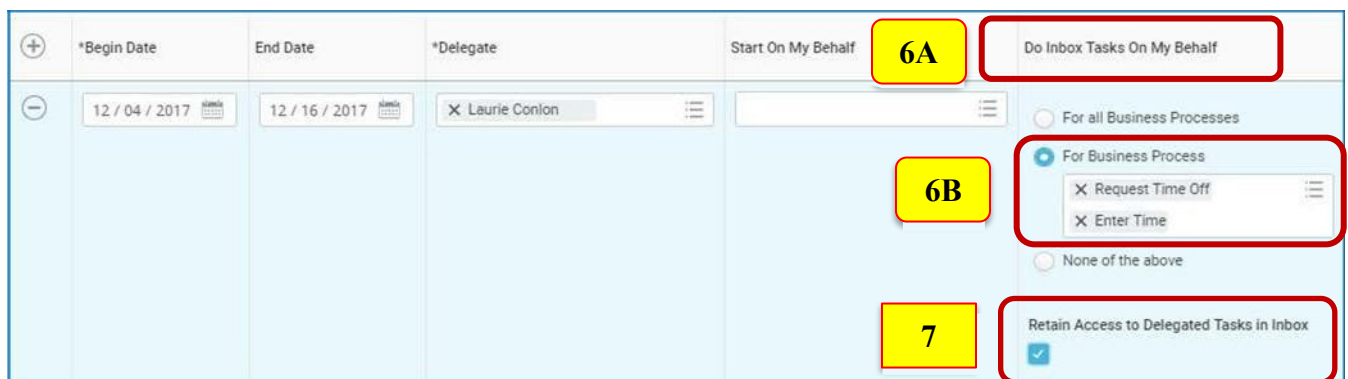 *Begin Date End Date *Delegate Start On My Behalf 6A Do Inbox Tasks On My Behalf
12 / 04 / 2017 12 / 16 / 2017 × Laurie Conlon For all Business Processes
For Business Process
6B × Request Time Off
× Enter Time
None of the above
7 Retain Access to Delegated Tasks in Inbox